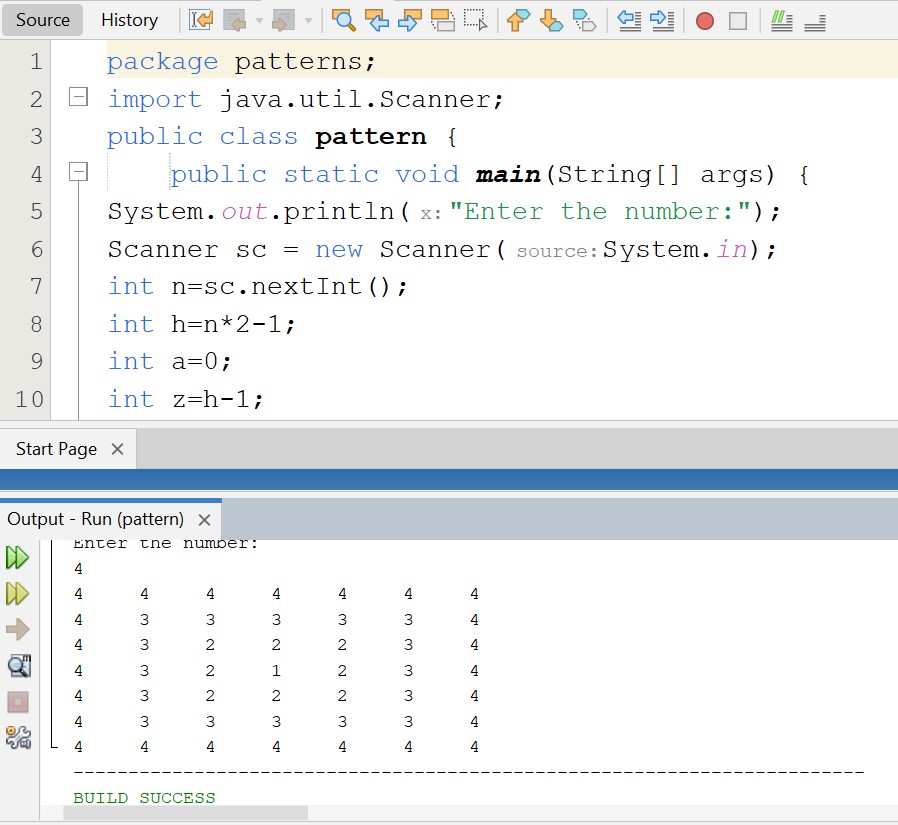 Source History
1 package patterns;
2 import java.util.Scanner;
3 public class pattern {
4 public static void main(String[] args) {
5 System.out.println( x:"Enter the number:");
6 Scanner sc = new Scanner( source:System.in);
7 int n=sc.nextInt();
8 int h=n*2-1;
9 int a=0;
10 int z=h-1;
Start Page
Output - Run (pattern)
Enter the number:
4
4 4 4 4 4 4 4
4 3 3 3 3 3 4
4 3 2 2 2 3 4
4 3 2 1 2 3 4
4 3 2 2 2 3 4
4 3 3 3 3 3 4
4 4 4 4 4 4 4
------------------------------------------------------------------------
BUILD SUCCESS